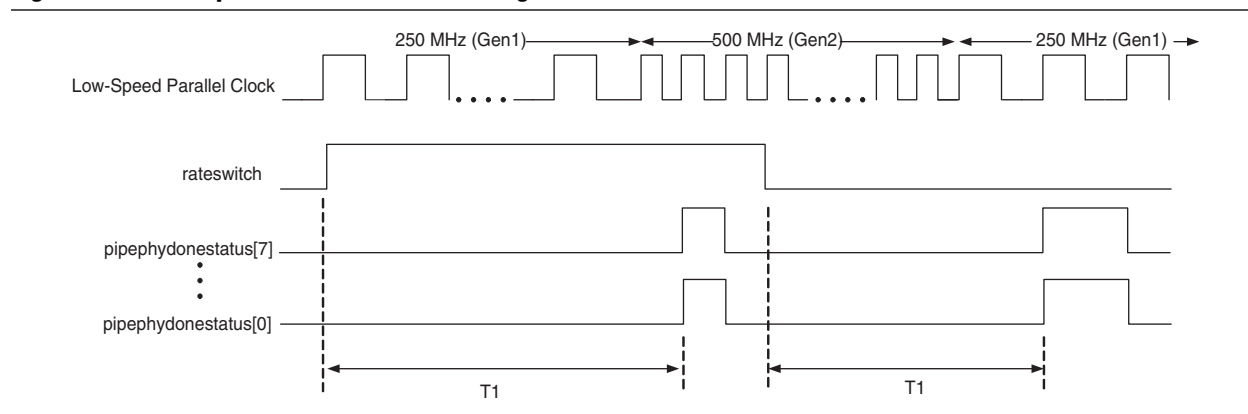 250 MHz (Gen1)
500 MHz (Gen2)
250 MHz (Gen1)
Low-Speed Parallel Clock
rateswitch
pipephydonestatus[7]
pipephydonestatus[0]
T1
T1